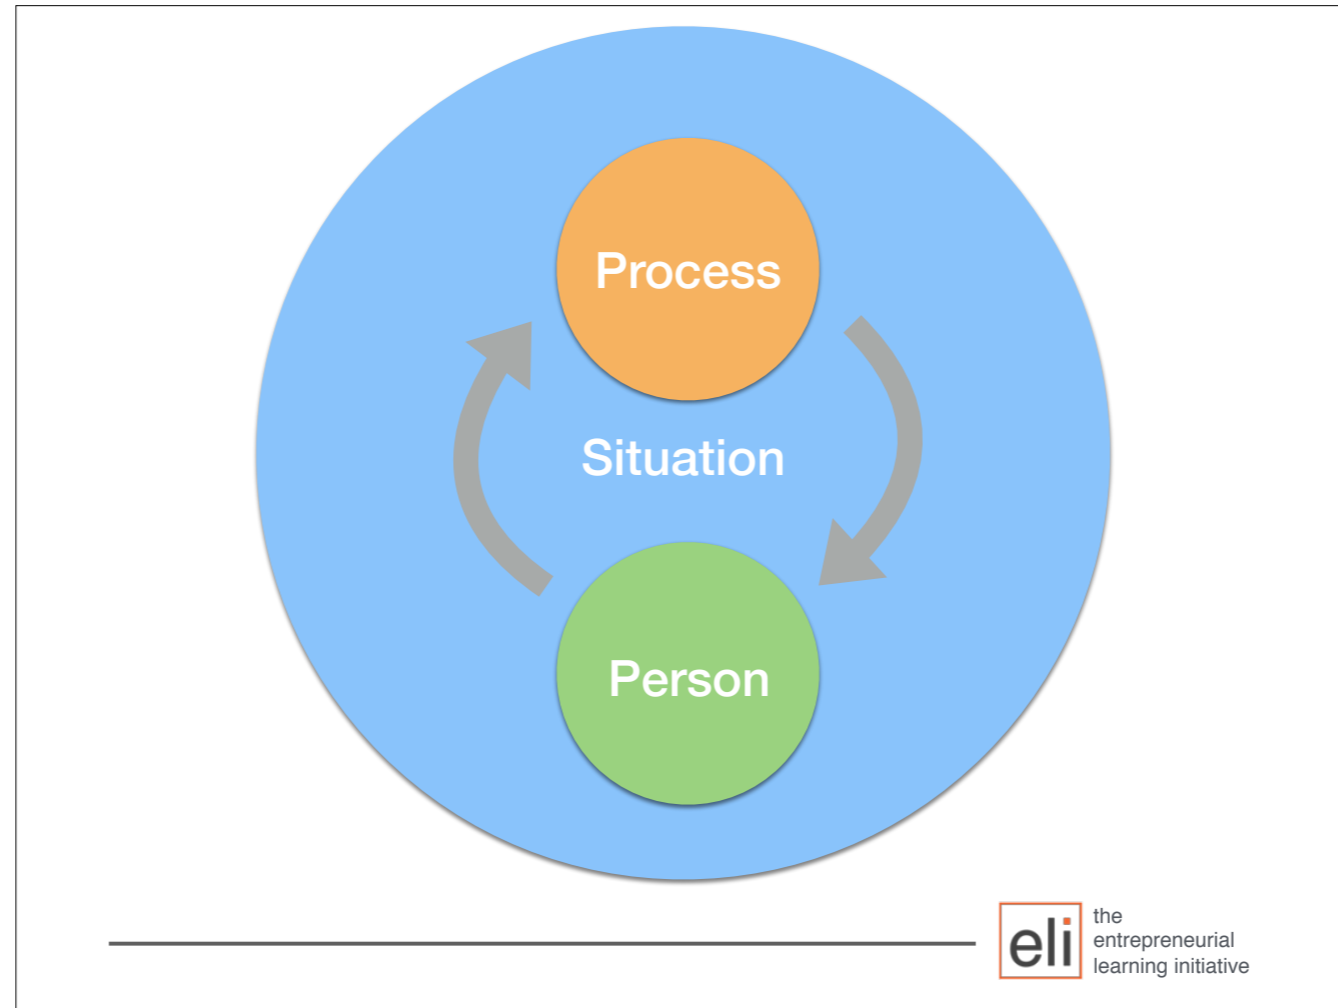 Process
Situation
Person
eli
the
entrepreneurial
learning initiative